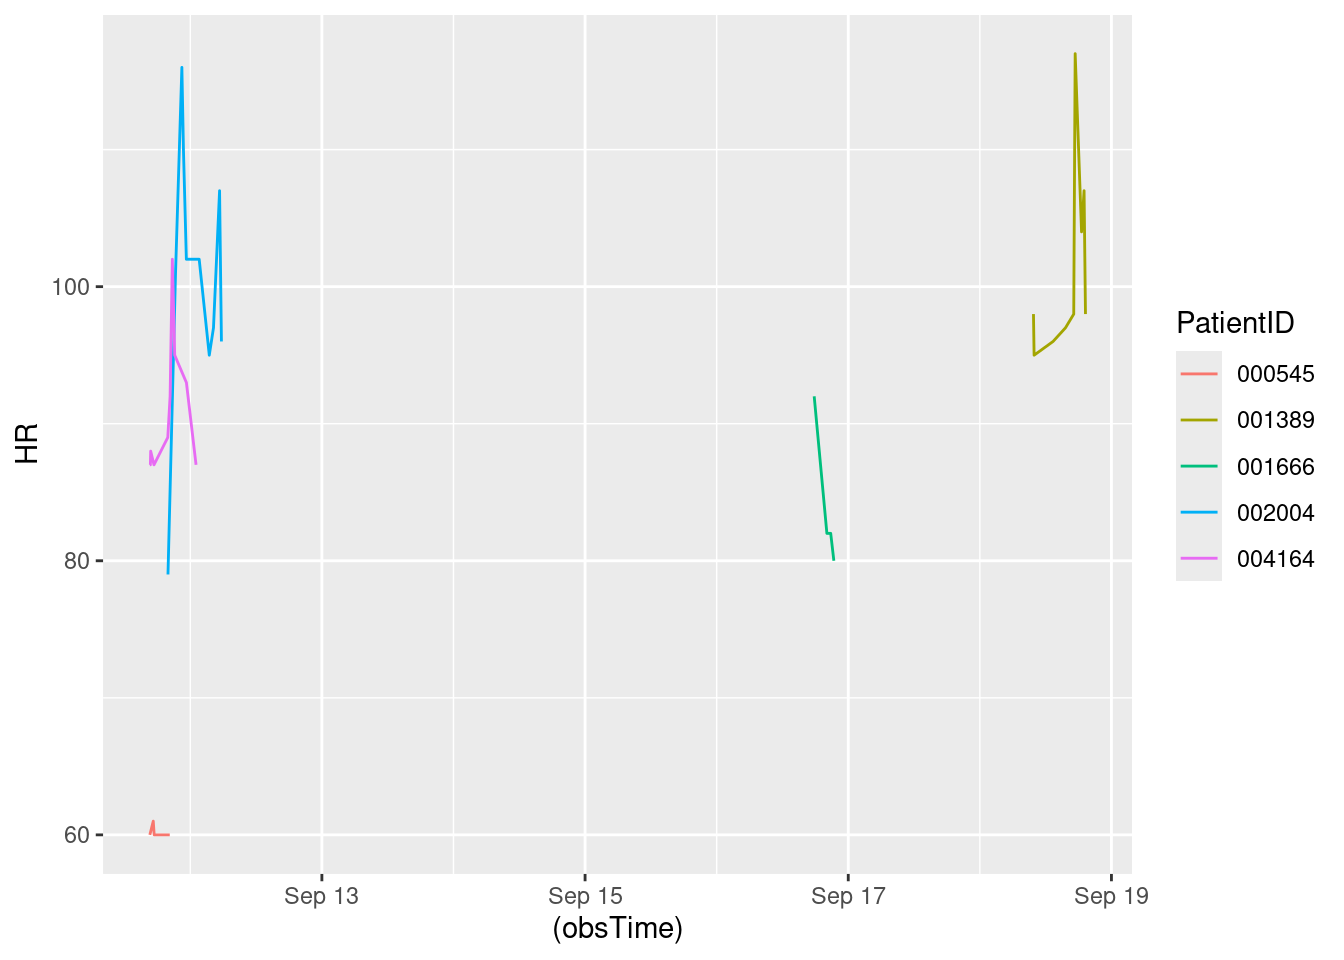 HR
100
80
60
Sep 13
Sep 15
Sep 17
Sep 19
(obsTime)
PatientID
000545
001389
001666
002004
004164